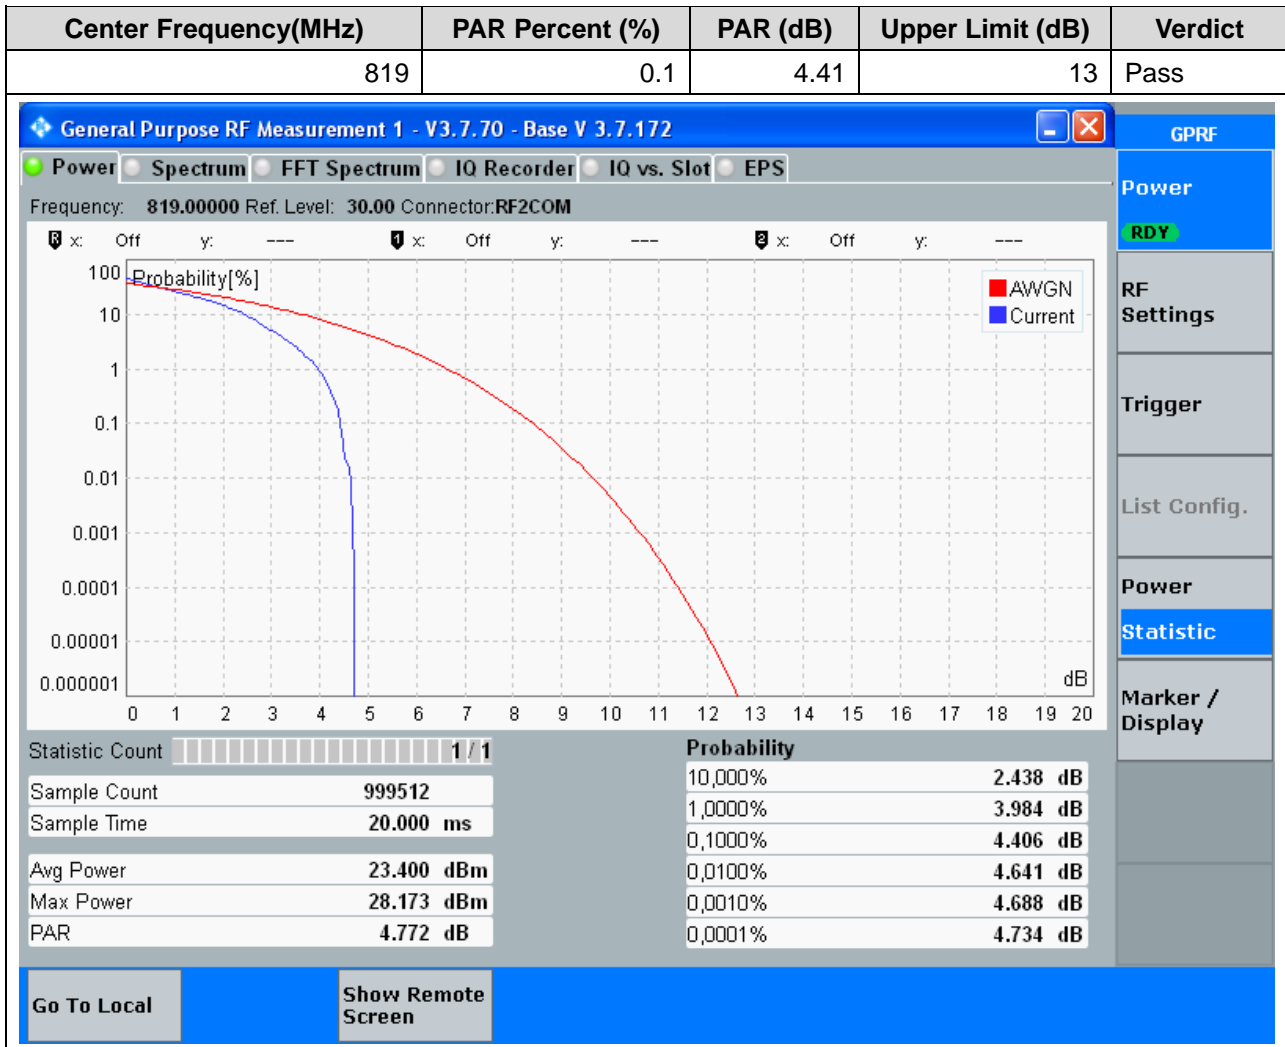 Center Frequency(MHz) PAR Percent (%) PAR (dB) Upper Limit (dB) Verdict
819 0.1 4.41 13 Pass
General Purpose RF Measurement 1 - V3.7.70 - Base V 3.7.172
GPRF
Power Spectrum FFT Spectrum IQ Recorder IQ vs. Slot EPS
Frequency: 819.00000 Ref. Level: 30.00 Connector:RF2COM
R x: Off y: --- 1 x: Off y: --- 2 x: Off y: ---
Probability[%]
AWGN
Current
100
10
1
0.1
0.01
0.001
0.0001
0.00001
0.000001
dB
0 1 2 3 4 5 6 7 8 9 10 11 12 13 14 15 16 17 18 19 20
Statistic Count 1 / 1
Sample Count 999512
Sample Time 20.000 ms
Avg Power 23.400 dBm
Max Power 28.173 dBm
PAR 4.772 dB
Probability
10,000% 2.438 dB
1,0000% 3.984 dB
0,1000% 4.406 dB
0,0100% 4.641 dB
0,0010% 4.688 dB
0,0001% 4.734 dB
Power
RDY
RF
Settings
Trigger
List Config.
Power
Statistic
Marker /
Display
Go To Local
Show Remote
Screen